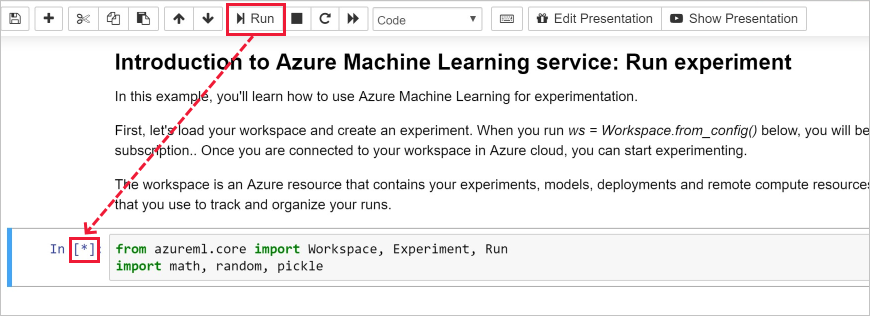 Run Code Edit Presentation Show Presentation
Introduction to Azure Machine Learning service: Run experiment
In this example, you'll learn how to use Azure Machine Learning for experimentation.
First, let's load your workspace and create an experiment. When you run ws = Workspace.from_config() below, you will be
subscription.. Once you are connected to your workspace in Azure cloud, you can start experimenting.
The workspace is an Azure resource that contains your experiments, models, deployments and remote compute resources
that you use to track and organize your runs.
In [*]: from azureml.core import Workspace, Experiment, Run
import math, random, pickle